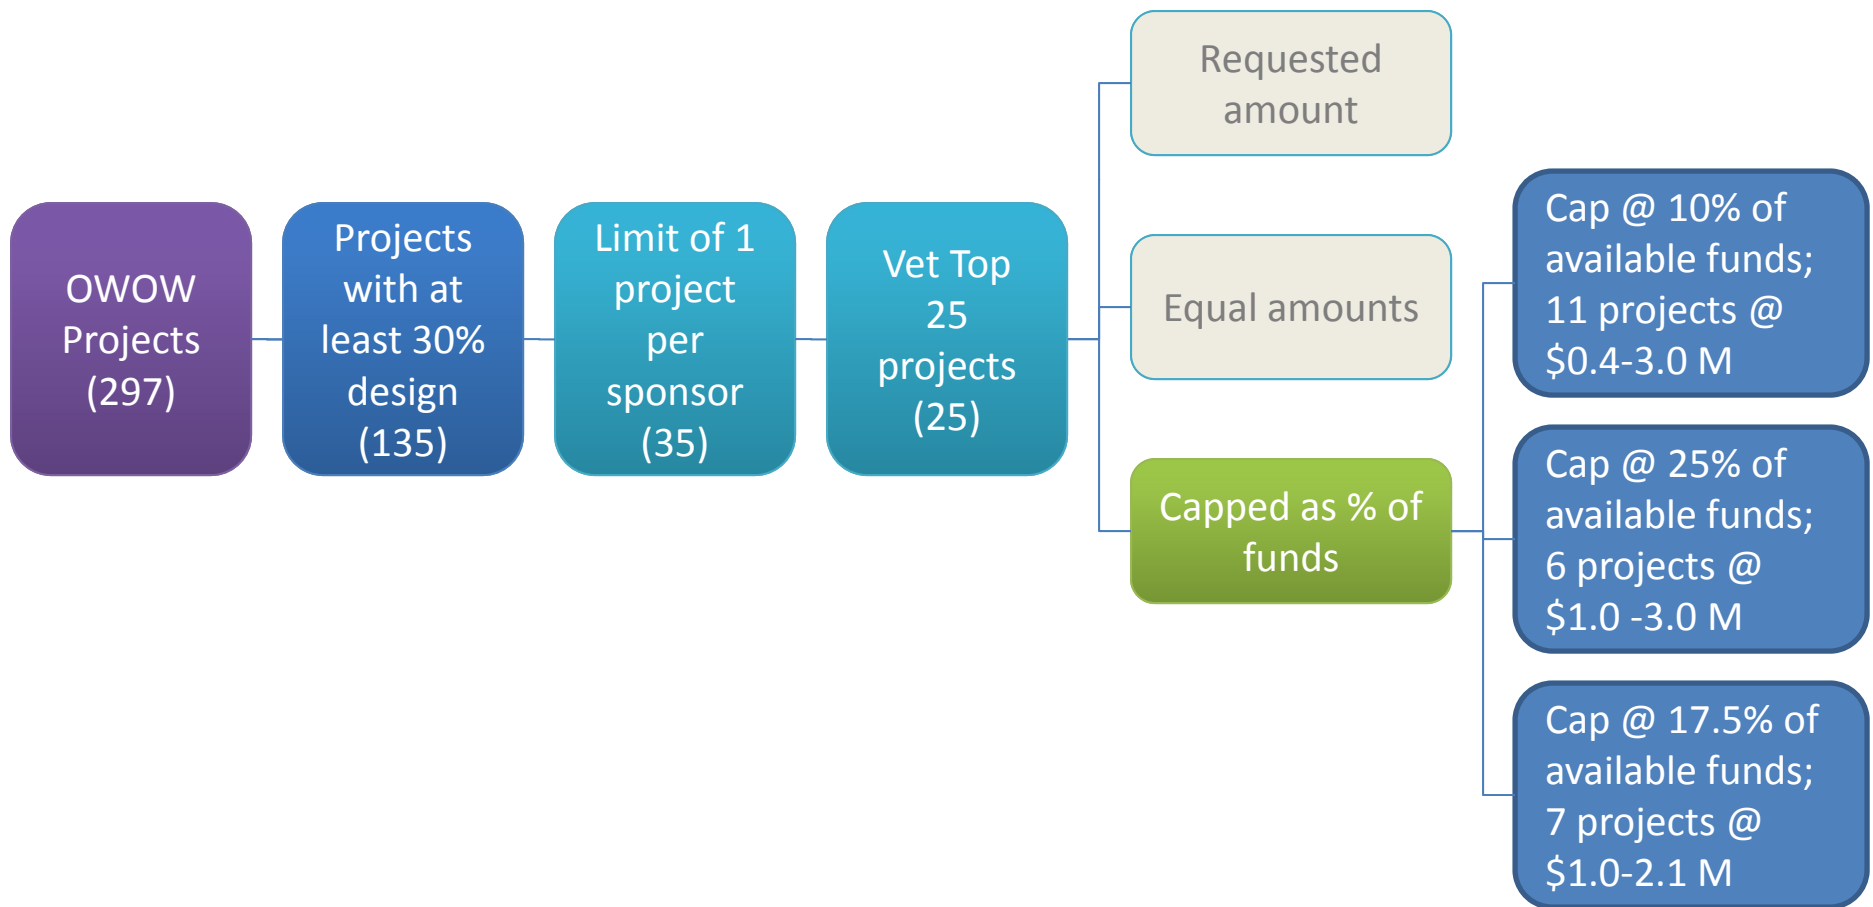 OWOW
Projects
(297)
Projects
with at
least 30%
design
(135)
Limit of 1
project
per
sponsor
(35)
Vet Top
25
projects
(25)
Requested
amount
Equal amounts
Capped as % of
funds
Cap @ 10% of
available funds;
11 projects @
$0.4-3.0 M
Cap @ 25% of
available funds;
6 projects @
$1.0 -3.0 M
Cap @ 17.5% of
available funds;
7 projects @
$1.0-2.1 M